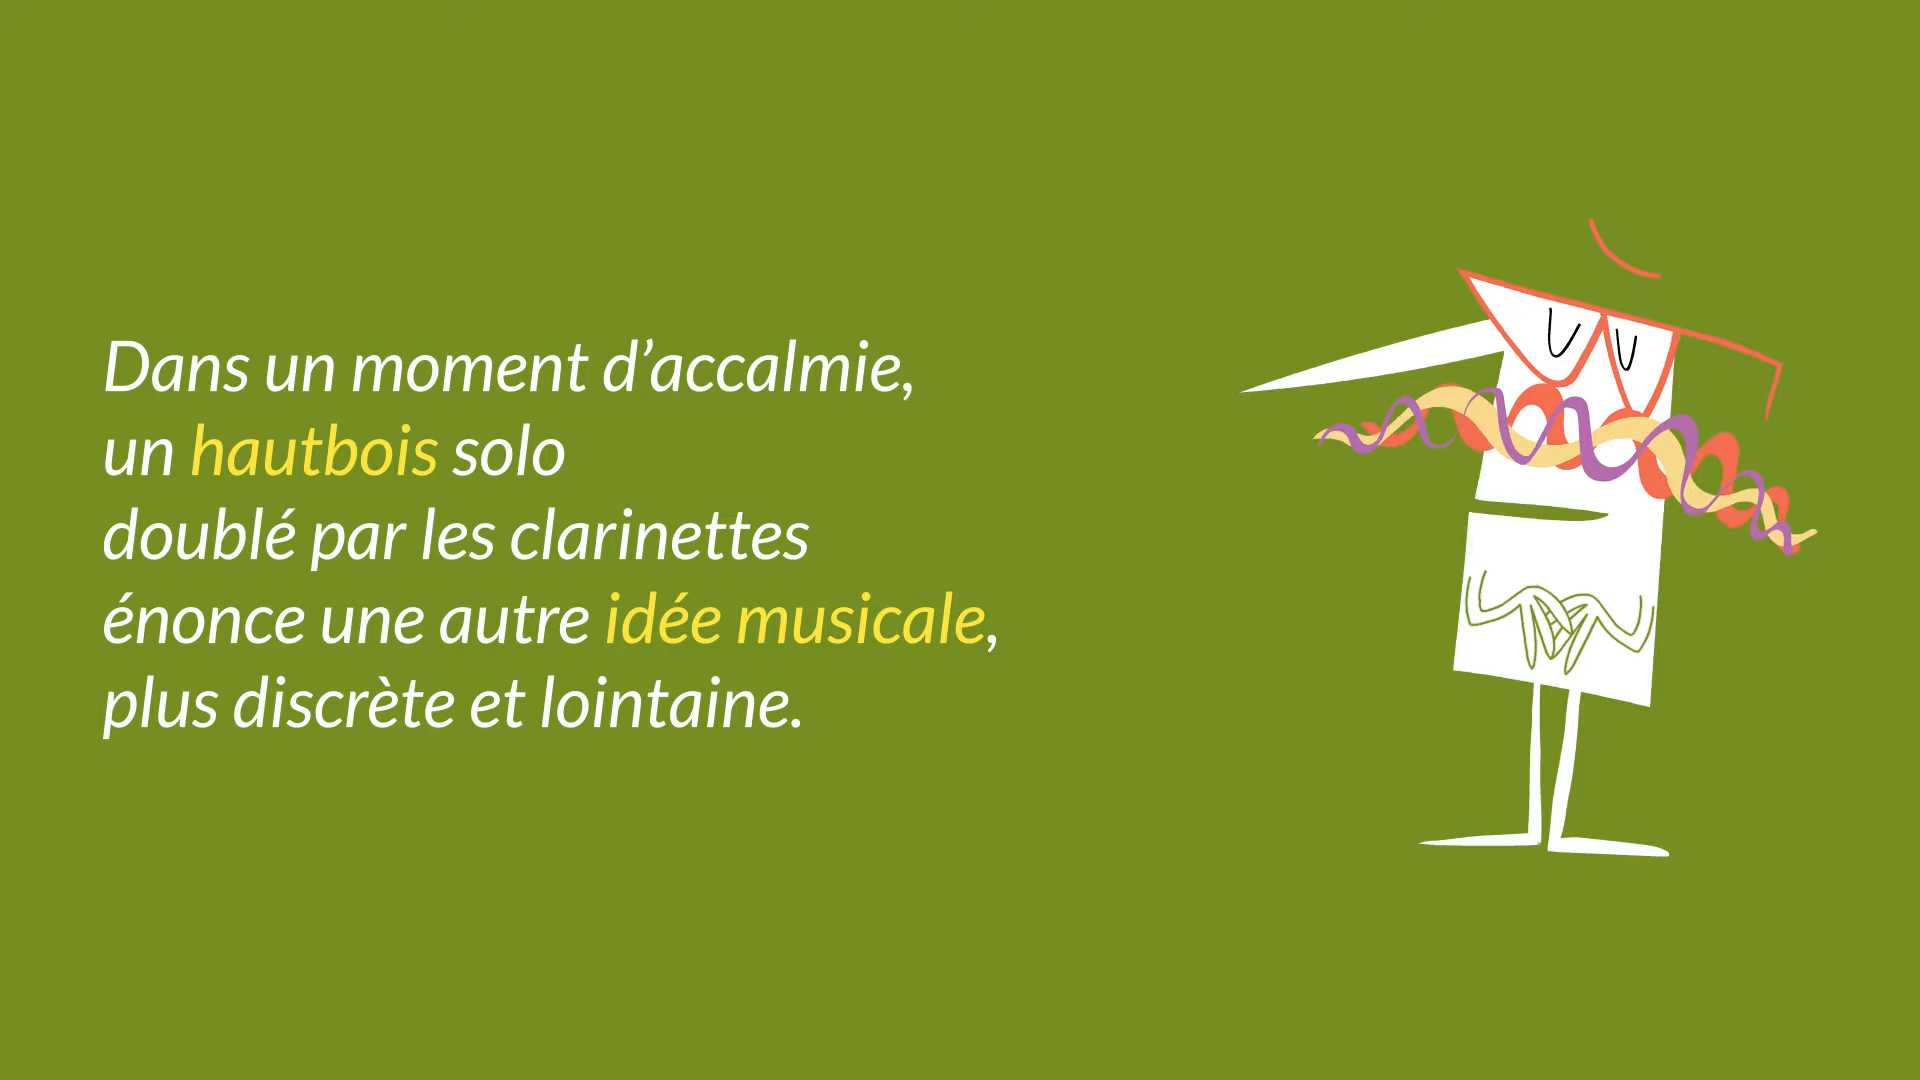 Dans un moment d’accalmie,
un hautbois solo
doublé par les clarinettes
énonce une autre idée musicale,
plus discrète et lointaine.